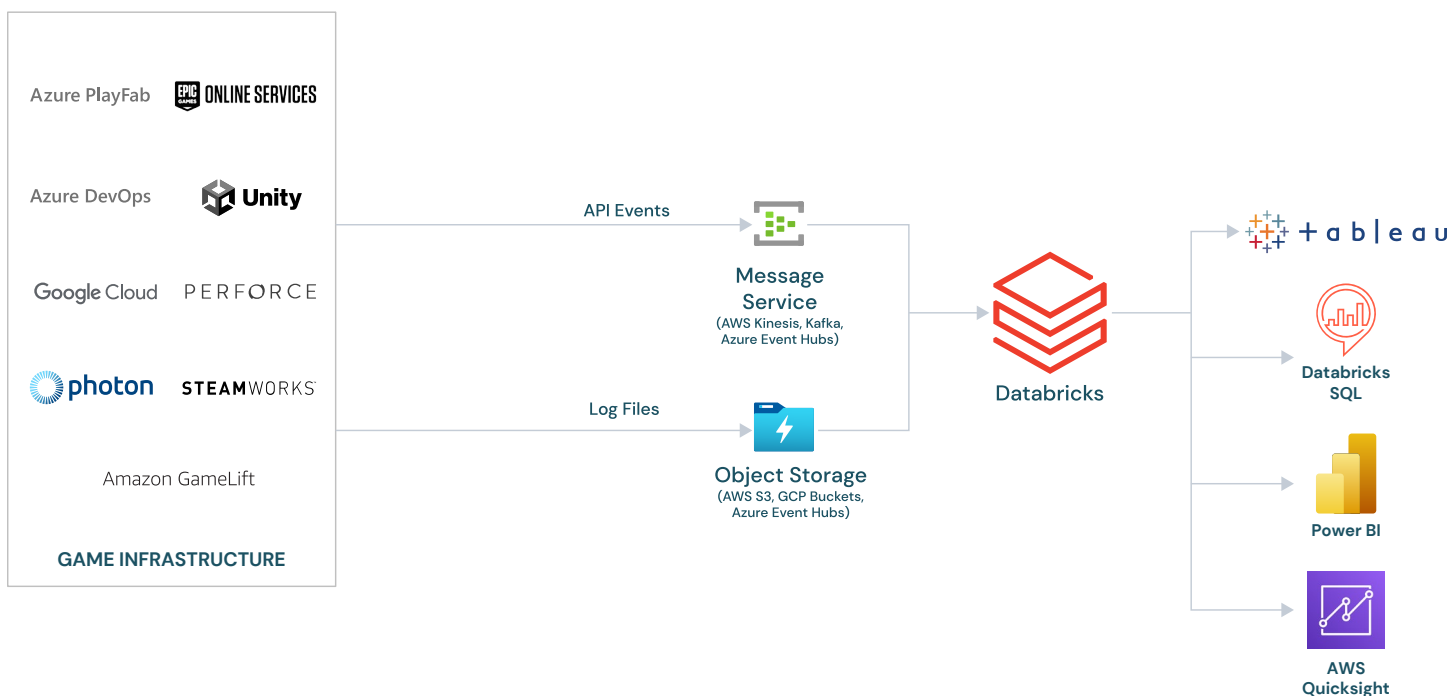 Azure PlayFab
EPIC GAMES ONLINE SERVICES
Azure DevOps
Unity
Google Cloud
PERFORCE
photon
STEAMWORKS
Amazon GameLift
GAME INFRASTRUCTURE
API Events
Message
Service
(AWS Kinesis, Kafka,
Azure Event Hubs)
Log Files
Object Storage
(AWS S3, GCP Buckets,
Azure Event Hubs)
Databricks
+ableau
Databricks
SQL
Power BI
AWS
Quicksight